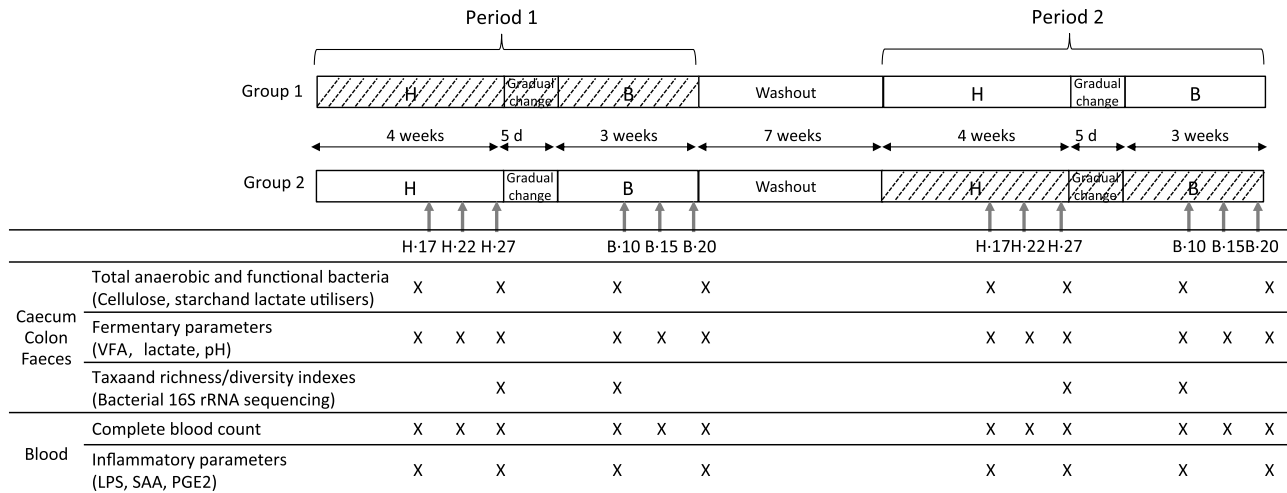 Period 1 Period 2
Group 1 H Gradual change B Washout H Gradual change B
4 weeks 5 d 3 weeks 7 weeks 4 weeks 5 d 3 weeks
Group 2 H Gradual change B Washout H Gradual change B
H·17 H·22 H·27 B·10 B·15 B·20 H·17 H·22 H·27 B·10 B·15 B·20
Caecum
Colon
Faeces
Total anaerobic and functional bacteria
(Cellulose, starchand lactate utilisers) X X X X X X X X
Fermentary parameters
(VFA, lactate, pH) X X X X X X X X X X X X
Taxaand richness/diversity indexes
(Bacterial 16S rRNA sequencing) X X X X
Blood
Complete blood count X X X X X X X X X X X X
Inflammatory parameters
(LPS, SAA, PGE2) X X X X X X X X